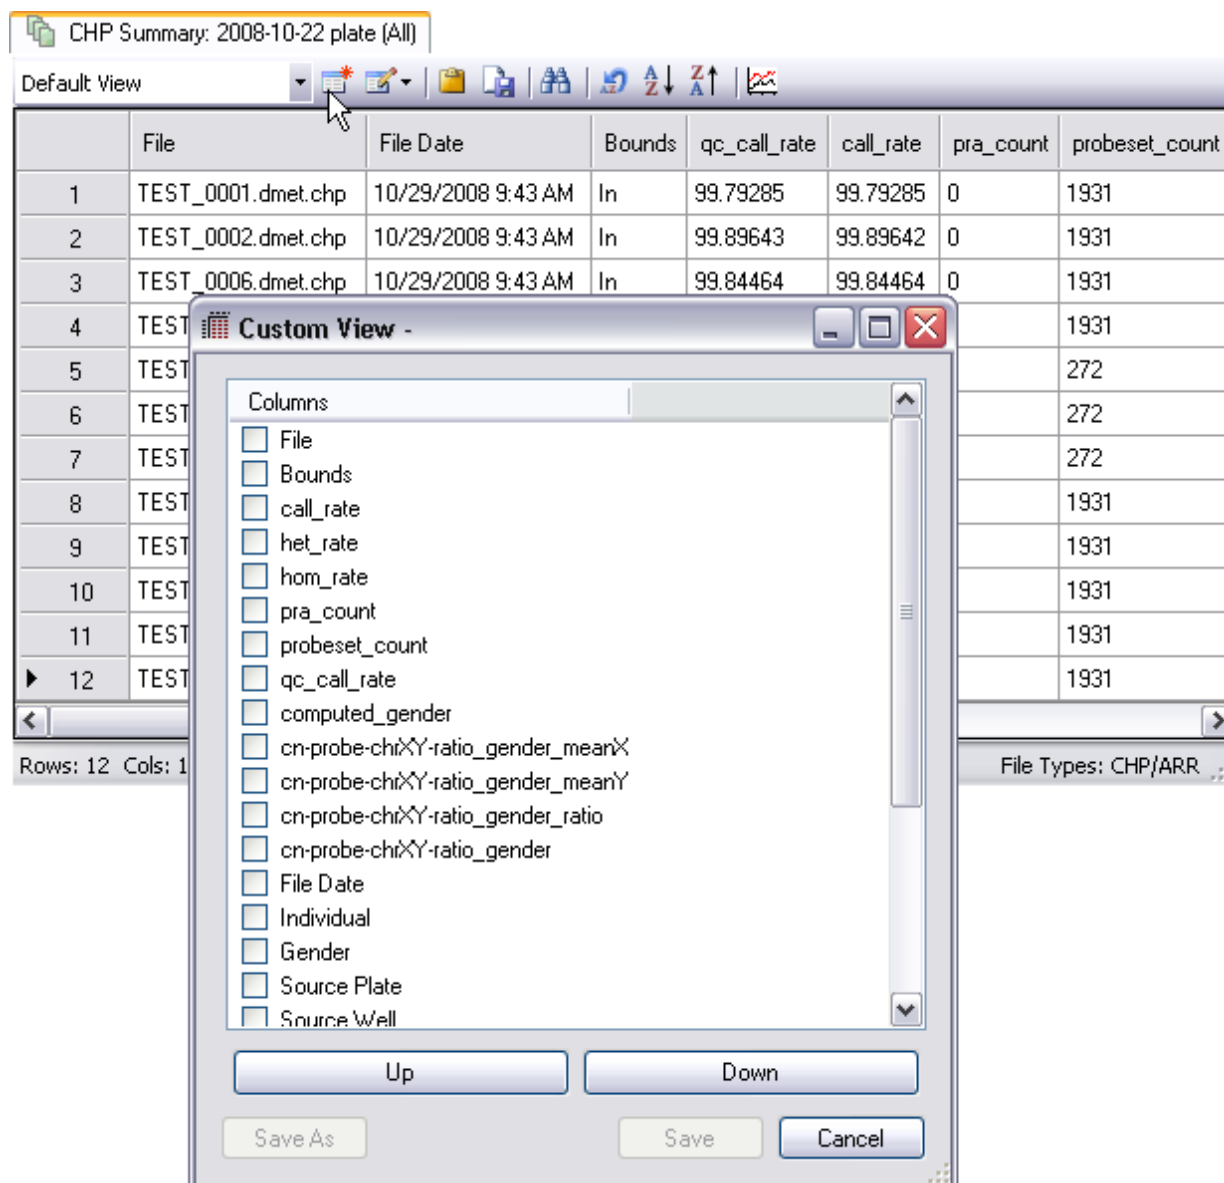 CHP Summary: 2008-10-22 plate (All)
Default View
File File Date Bounds qc_call_rate call_rate pra_count probeset_count
1 TEST_0001.dmet.chp 10/29/2008 9:43 AM In 99.79285 99.79285 0 1931
2 TEST_0002.dmet.chp 10/29/2008 9:43 AM In 99.89643 99.89642 0 1931
3 TEST_0006.dmet.chp 10/29/2008 9:43 AM In 99.84464 99.84464 0 1931
4 TEST 1931
5 TEST 272
6 TEST 272
7 TEST 272
8 TEST 1931
9 TEST 1931
10 TEST 1931
11 TEST 1931
12 TEST 1931
Rows: 12 Cols: 1 File Types: CHP/ARR
Custom View -
Columns
File
Bounds
call_rate
het_rate
hom_rate
pra_count
probeset_count
qc_call_rate
computed_gender
cn-probe-chrXY-ratio_gender_meanX
cn-probe-chrXY-ratio_gender_meanY
cn-probe-chrXY-ratio_gender_ratio
cn-probe-chrXY-ratio_gender
File Date
Individual
Gender
Source Plate
Source Well
Up Down
Save As Save Cancel